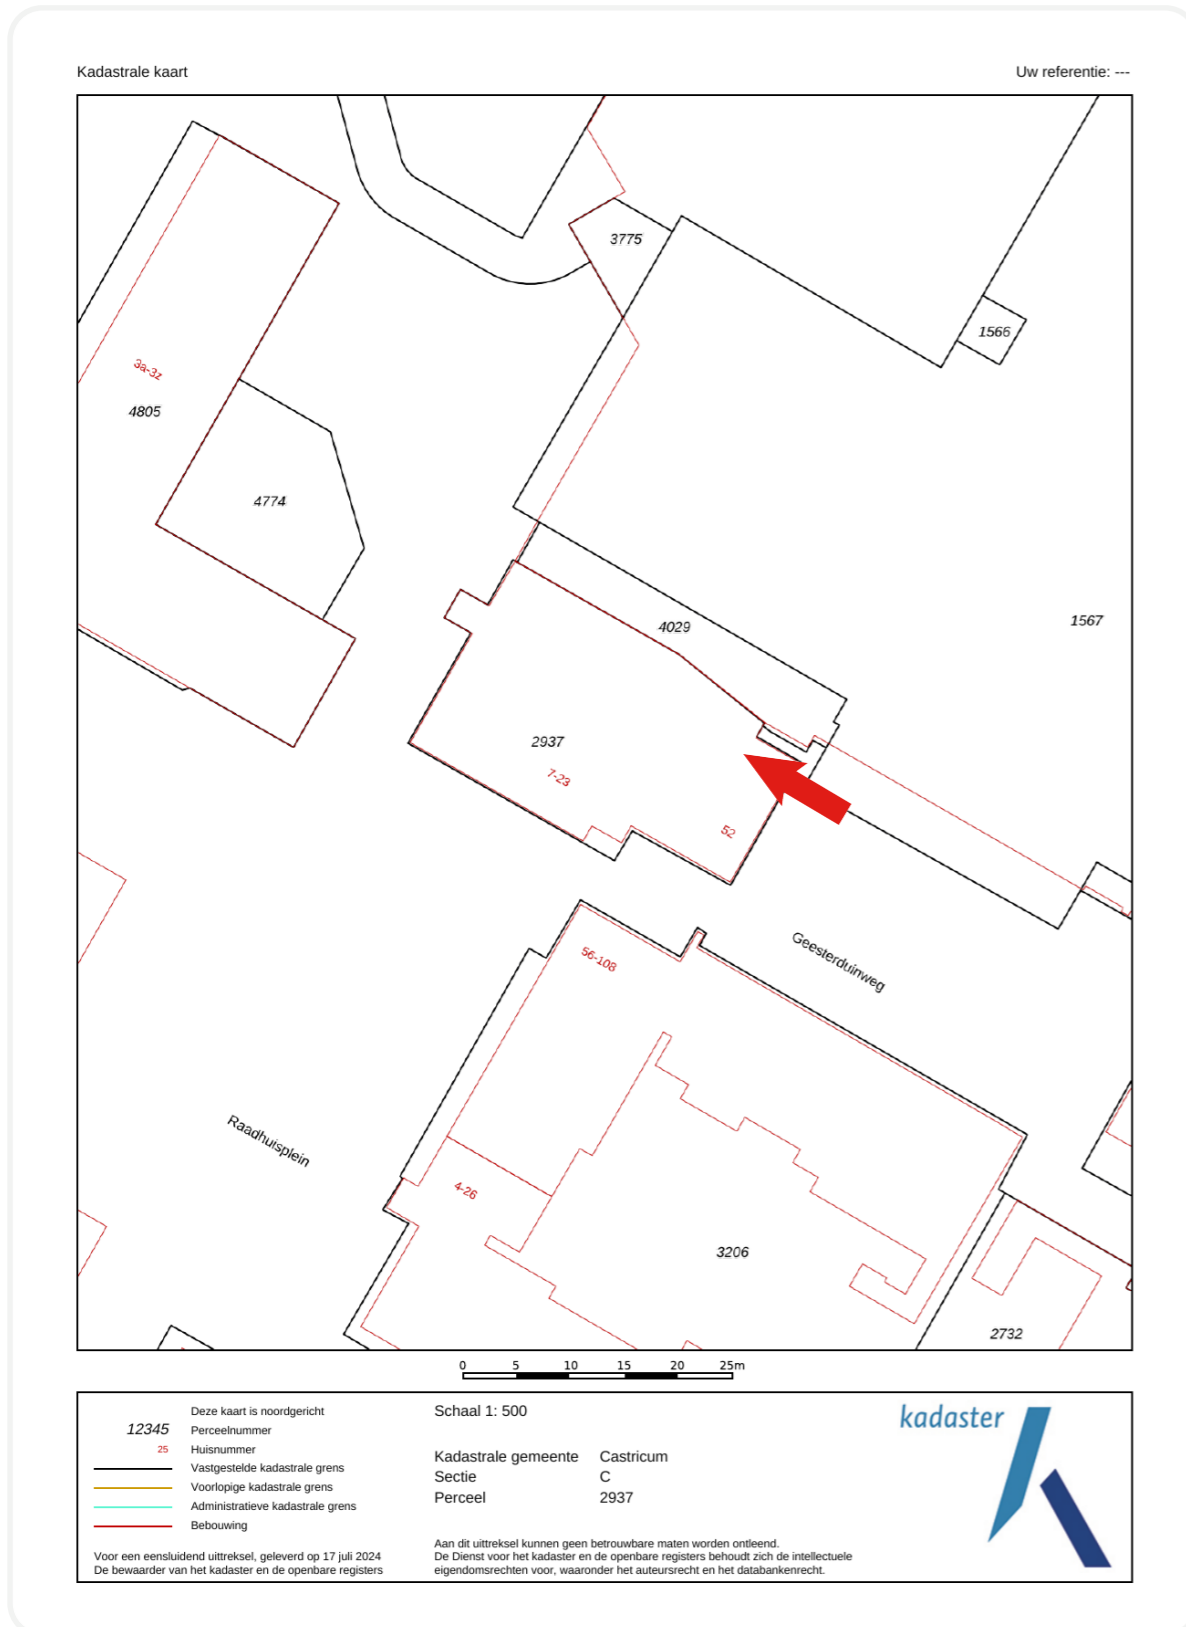 Kadastrale kaart
Uw referentie: ---
3775
1566
3a-3z
4805
4774
1567
4029
2937
7-23
52
56-108
Geesterduinweg
Raadhuisplein
4-26
3206
2732
0 5 10 15 20 25m
Deze kaart is noordgericht
12345 Perceelnummer
25 Huisnummer
Vastgestelde kadastrale grens
Voorlopige kadastrale grens
Administratieve kadastrale grens
Bebouwing
Voor een eensluidend uittreksel, geleverd op 17 juli 2024
De bewaarder van het kadaster en de openbare registers
Schaal 1: 500
Kadastrale gemeente Castricum
Sectie C
Perceel 2937
Aan dit uittreksel kunnen geen betrouwbare maten worden ontleend.
De Dienst voor het kadaster en de openbare registers behoudt zich de intellectuele
eigendomsrechten voor, waaronder het auteursrecht en het databankenrecht.
kadaster